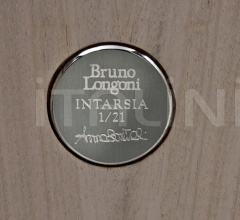 Bruno
Longoni
INTARSIA
1/21